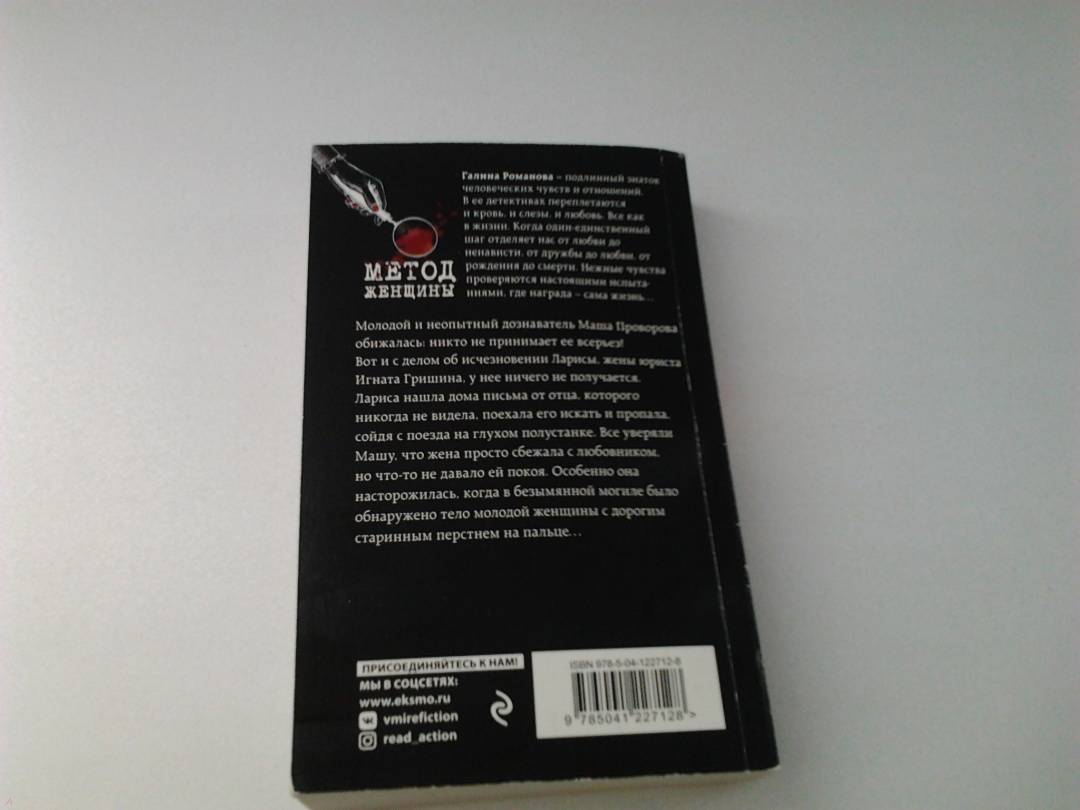 Галина Романова – подлинный знаток
человеческих чувств и отношений.
В ее детективах переплетаются
и кровь, и слезы, и любовь. Все как
в жизни. Когда один-единственный
шаг отделяет нас от любви до
ненависти, от дружбы до любви, от
рождения до смерти. Нежные чувства
проверяются настоящими испыта-
ниями, где награда – сама жизнь...
МЕТОД
ЖЕНЩИНЫ
Молодой и неопытный дознаватель Маша Проворова
обижалась: никто не принимает ее всерьез!
Вот и с делом об исчезновении Ларисы, жены юриста
Игната Гришина, у нее ничего не получается.
Лариса нашла дома письма от отца, которого
никогда не видела, поехала его искать и пропала,
сойдя с поезда на глухом полустанке. Все уверяли
Машу, что жена просто сбежала с любовником,
но что-то не давало ей покоя. Особенно она
насторожилась, когда в безымянной могиле было
обнаружено тело молодой женщины с дорогим
старинным перстнем на пальце...
ПРИСОЕДИНЯЙТЕСЬ К НАМ!
МЫ В СОЦСЕТЯХ:
www.eksmo.ru
vmirefiction
read_action
ISBN 978-5-04-122712-8
9 785041 227128 >